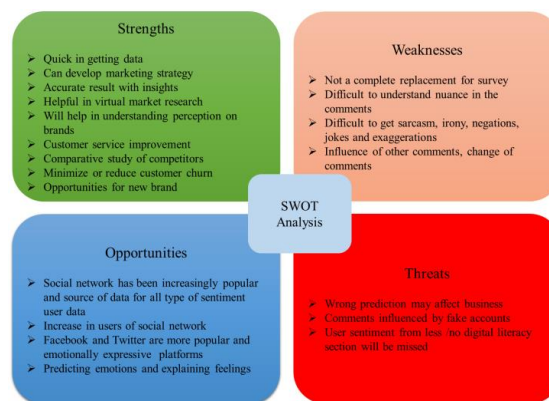 Strengths
➢ Quick in getting data
➢ Can develop marketing strategy
➢ Accurate result with insights
➢ Helpful in virtual market research
➢ Will help in understanding perception on
brands
➢ Customer service improvement
➢ Comparative study of competitors
➢ Minimize or reduce customer churn
➢ Opportunities for new brand
Weaknesses
➢ Not a complete replacement for survey
➢ Difficult to understand nuance in the
comments
➢ Difficult to get sarcasm, irony, negations,
jokes and exaggerations
➢ Influence of other comments, change of
comments
SWOT
Analysis
Opportunities
➢ Social network has been increasingly popular
and source of data for all type of sentiment
user data
➢ Increase in users of social network
➢ Facebook and Twitter are more popular and
emotionally expressive platforms
➢ Predicting emotions and explaining feelings
Threats
➢ Wrong prediction may affect business
➢ Comments influenced by fake accounts
➢ User sentiment from less /no digital literacy
section will be missed